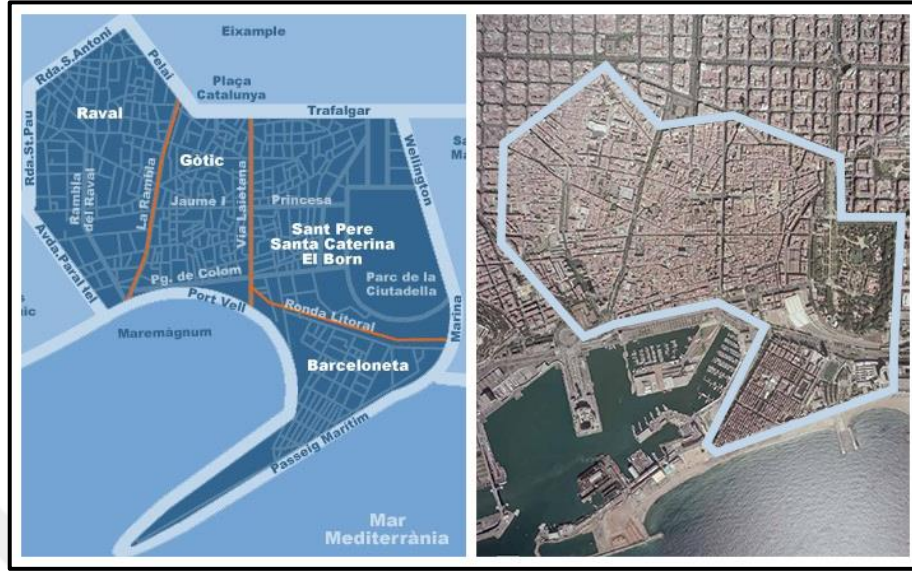 Eixample
Rda.S.Antoni
Pelai
Plaça
Catalunya
Trafalgar
Raval
Gòtic
Wellington
Rda.St.Pau
Rambla
del Raval
La Rambla
Jaume I
Via Laietana
Princesa
Sant Pere
Santa Caterina
El Born
Avda.Paral·lel
Pg. de Colom
Parc de la
Ciutadella
Port Vell
Ronda Litoral
Marina
Maremàgnum
Barceloneta
Passeig Marítim
Mar
Mediterrània